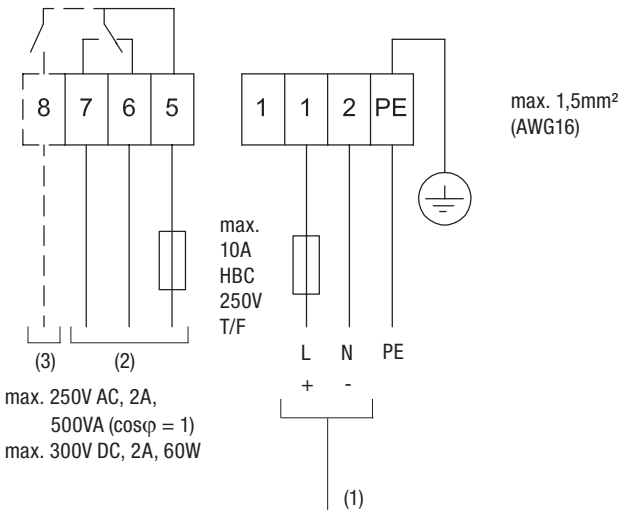 8 7 6 5
1 1 2 PE
max. 1,5mm²
(AWG16)
max.
10A
HBC
250V
T/F
L N PE
+ -
(3) (2)
max. 250V AC, 2A,
500VA (cosφ = 1)
max. 300V DC, 2A, 60W
(1)